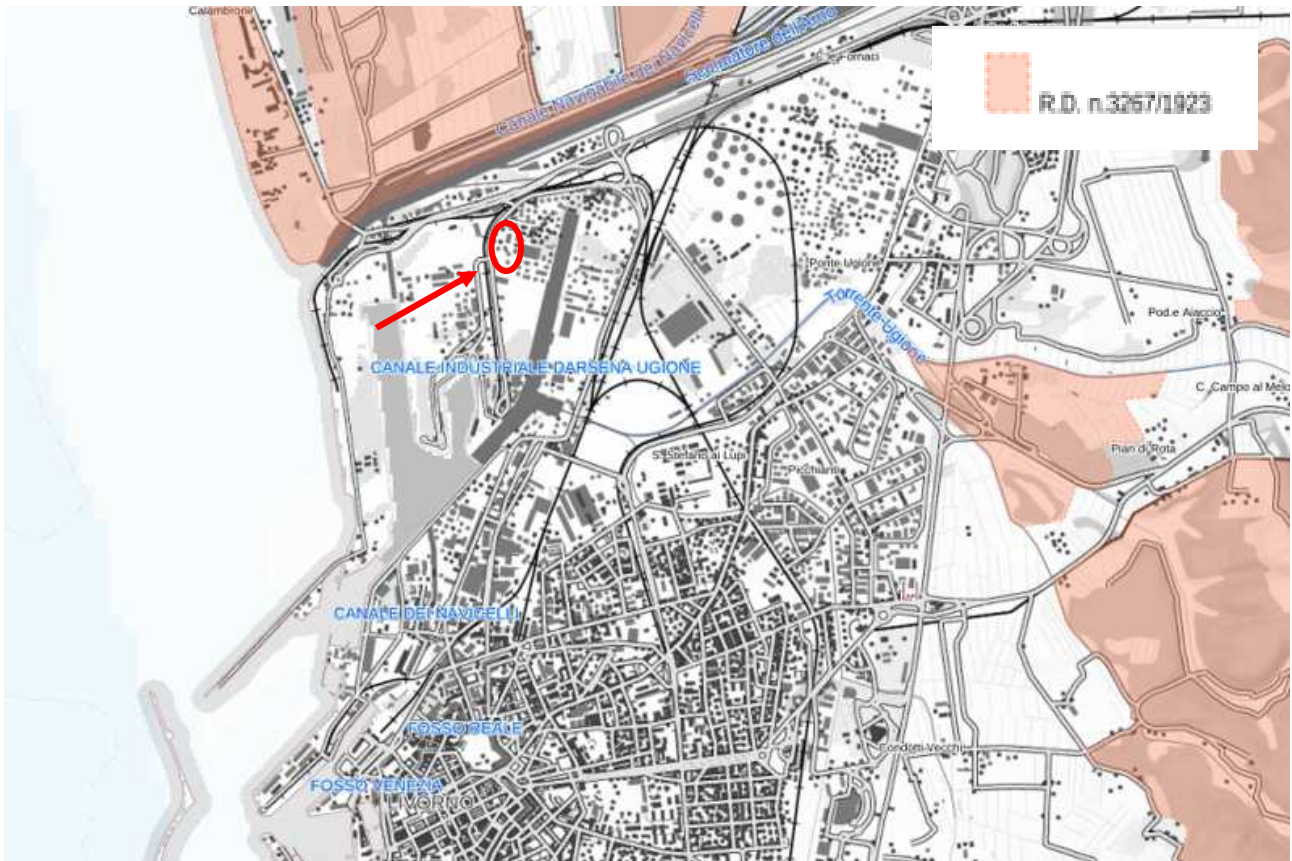 Calambrone
Canale Navigabile dei Navicelli
Scolmatore dell'Arno
C.le Fornaci
R.D. n.3267/1923
Ponte Ugione
Torrente Ugione
Pod.e Aiaccio
CANALE INDUSTRIALE DARSENA UGIONE
C. Campo al Melo
S. Stefano ai Lupi
Picchianti
Pian di Rota
CANALE DEI NAVICELLI
FOSSO REALE
Condotti Vecchi
FOSSO VENEZIA
LIVORNO